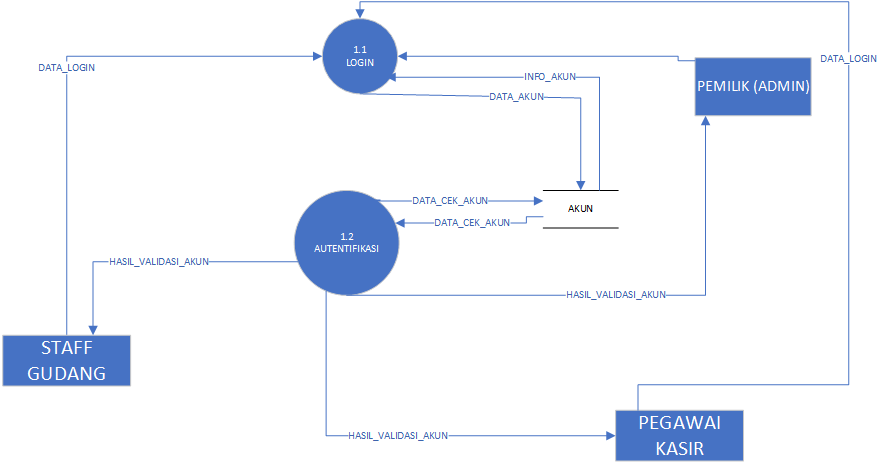 1.1
LOGIN
DATA_LOGIN
DATA_LOGIN
INFO_AKUN
PEMILIK (ADMIN)
DATA_AKUN
DATA_CEK_AKUN
AKUN
DATA_CEK_AKUN
1.2
AUTENTIFIKASI
HASIL_VALIDASI_AKUN
HASIL_VALIDASI_AKUN
STAFF
GUDANG
PEGAWAI
KASIR
HASIL_VALIDASI_AKUN